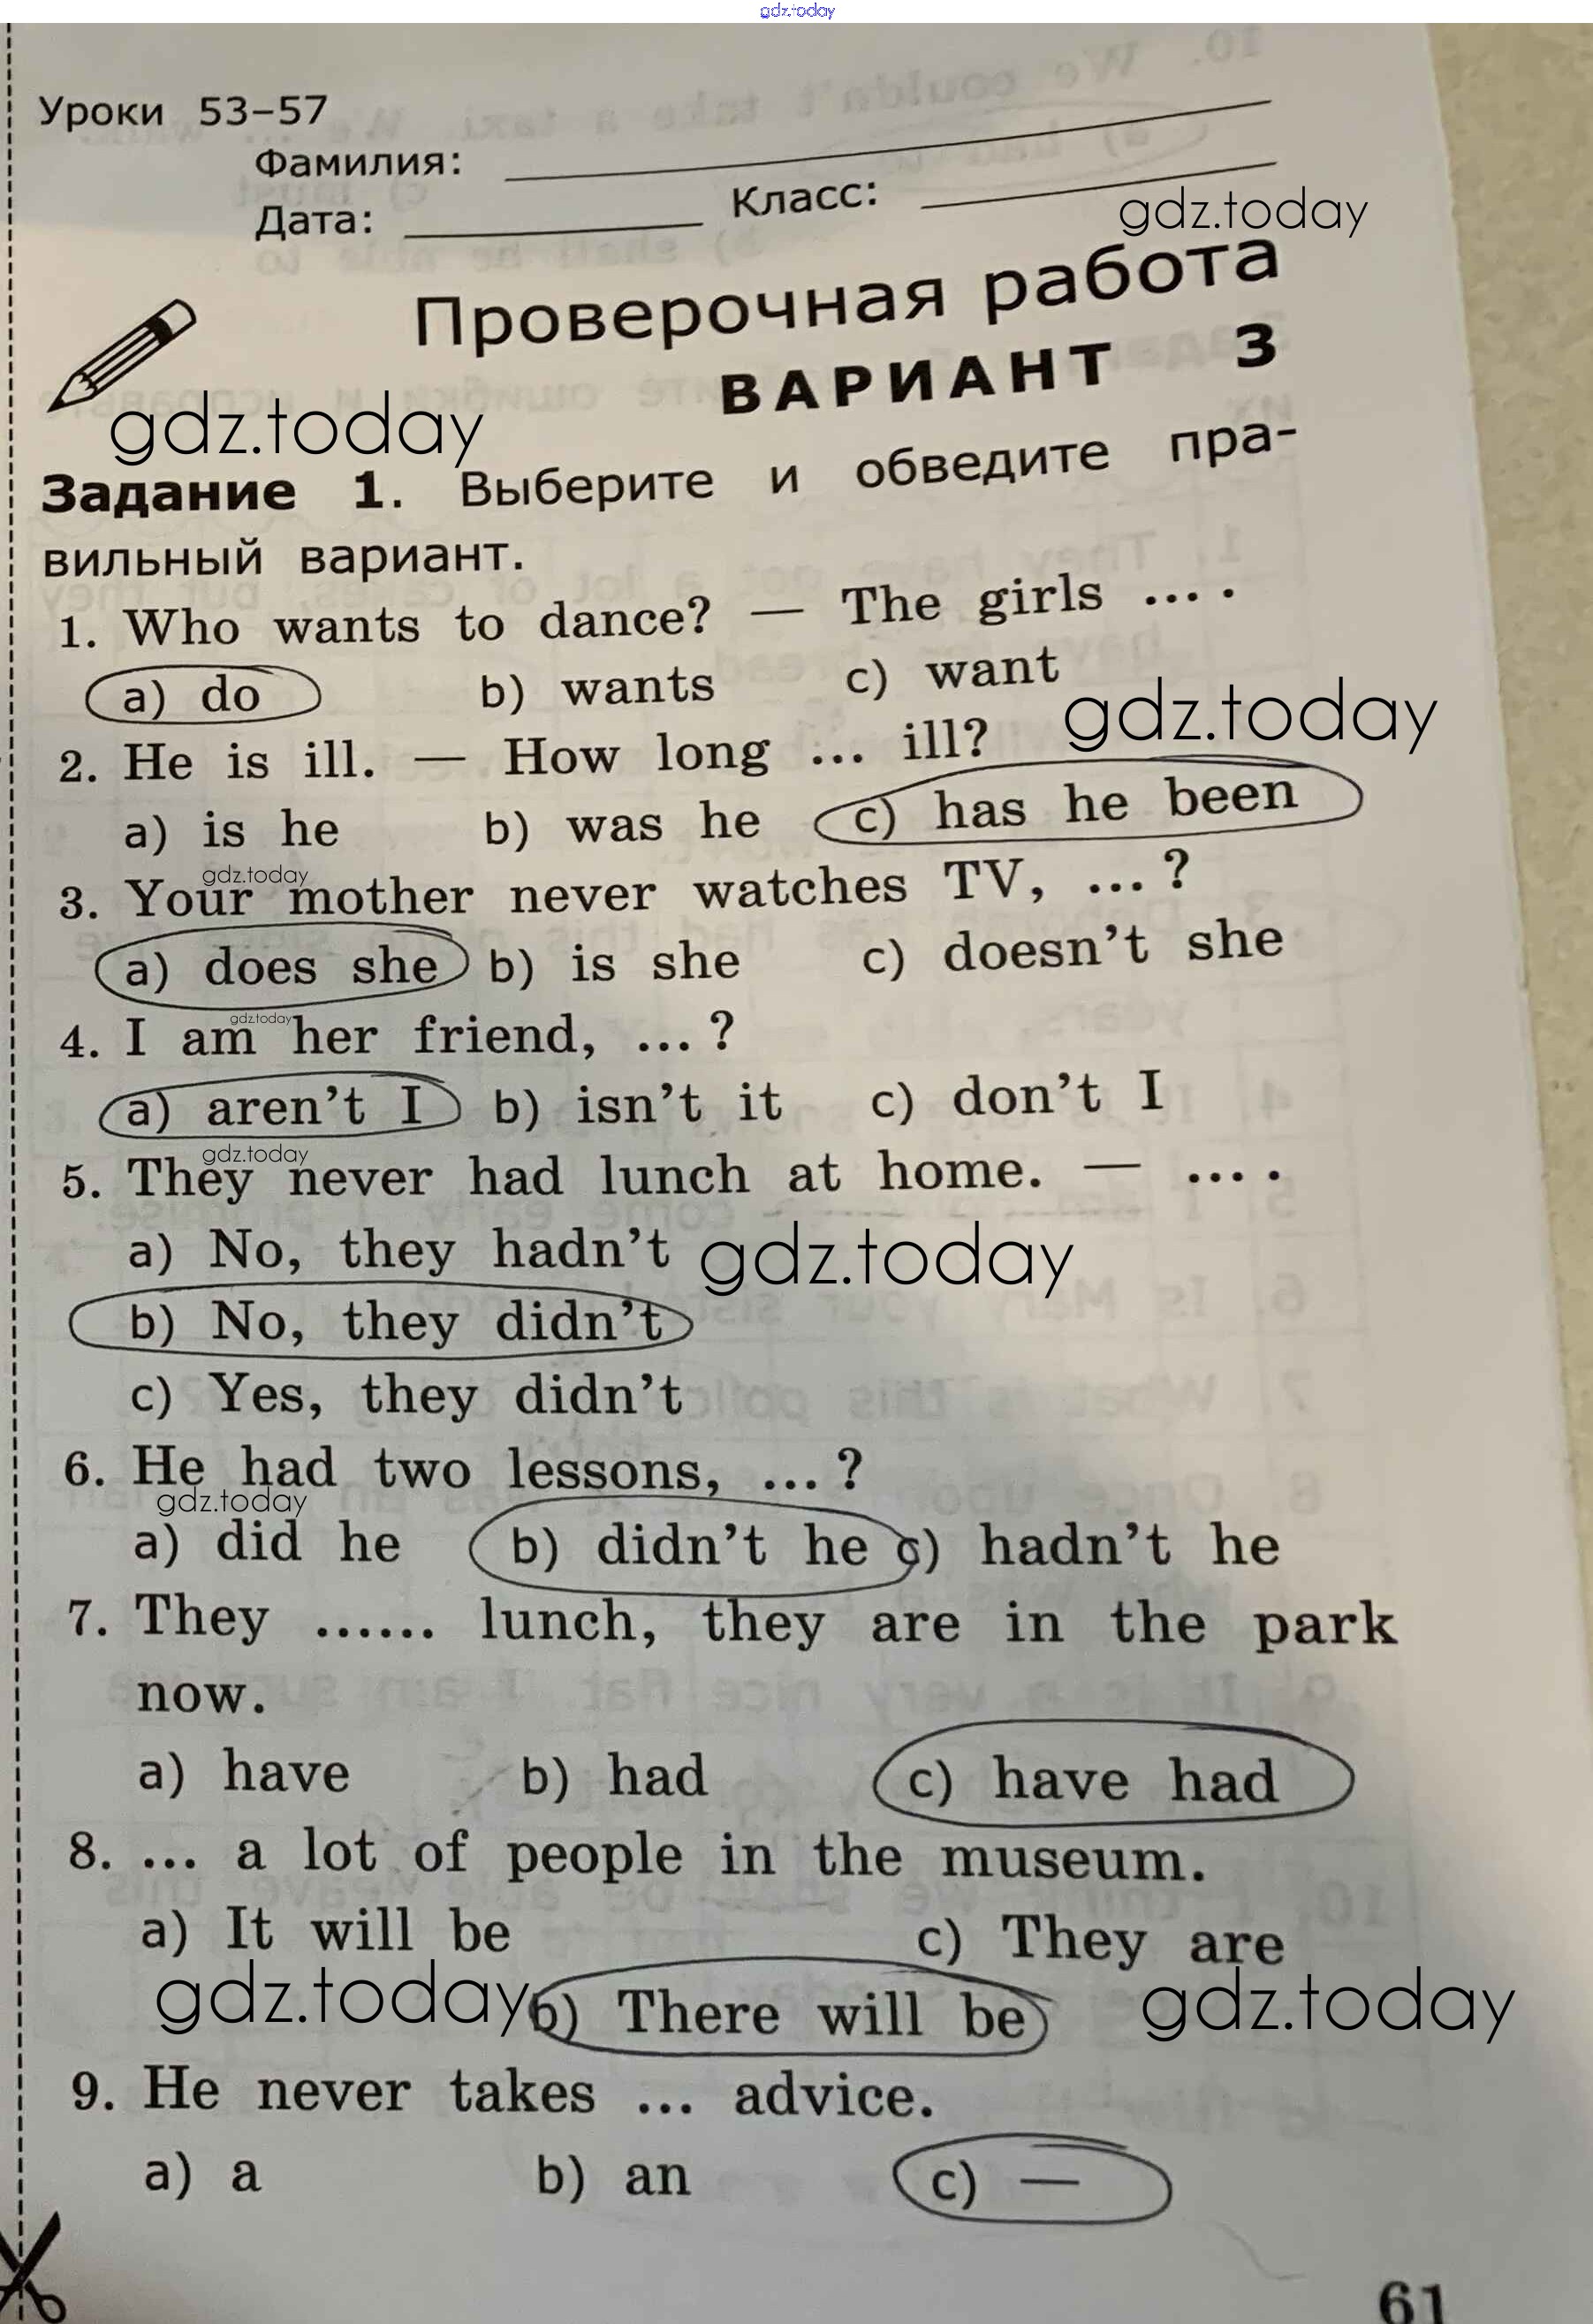 gdz.today
Уроки 53–57
Фамилия:
Дата: Класс:
gdz.today
Проверочная работа
ВАРИАНТ 3
gdz.today
Задание 1. Выберите и обведите пра-
вильный вариант.
1. Who wants to dance? — The girls ... .
a) do b) wants c) want
gdz.today
2. He is ill. — How long ... ill?
a) is he b) was he c) has he been
gdz.today
3. Your mother never watches TV, ... ?
a) does she b) is she c) doesn't she
gdz.today
4. I am her friend, ... ?
a) aren't I b) isn't it c) don't I
gdz.today
5. They never had lunch at home. — ... .
a) No, they hadn't
gdz.today
b) No, they didn't
c) Yes, they didn't
6. He had two lessons, ... ?
gdz.today
a) did he b) didn't he c) hadn't he
7. They ...... lunch, they are in the park
now.
a) have b) had c) have had
8. ... a lot of people in the museum.
a) It will be c) They are
gdz.today b) There will be gdz.today
9. He never takes ... advice.
a) a b) an c) —
61